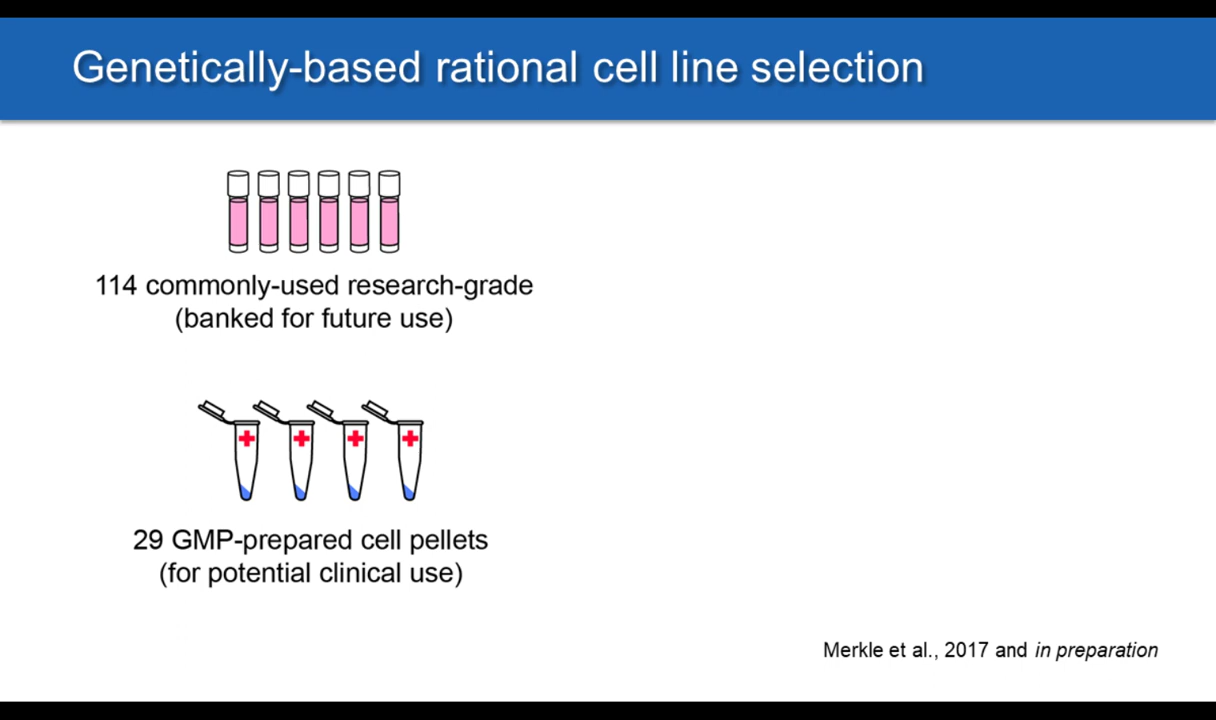 Genetically-based rational cell line selection
114 commonly-used research-grade
(banked for future use)
29 GMP-prepared cell pellets
(for potential clinical use)
Merkle et al., 2017 and in preparation